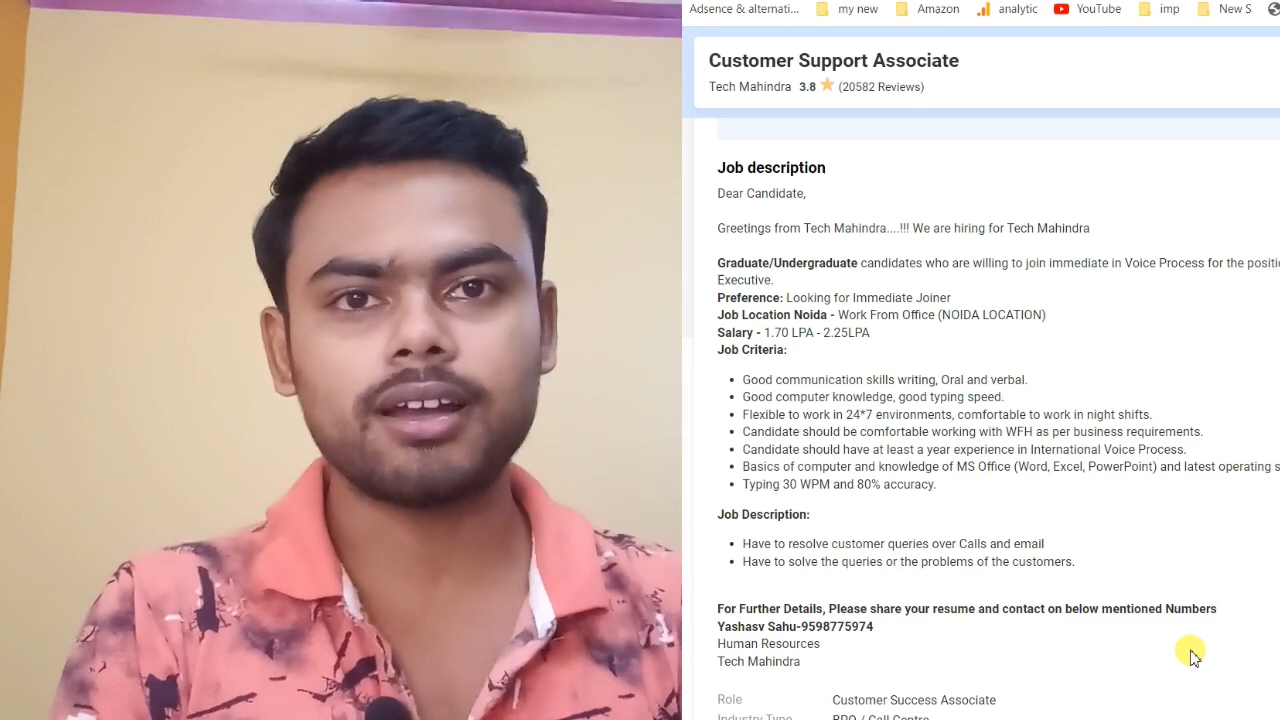 Adsence & alternati...
my new
Amazon
analytic
YouTube
imp
New S
Customer Support Associate
Tech Mahindra 3.8 (20582 Reviews)
Job description
Dear Candidate,
Greetings from Tech Mahindra....!!! We are hiring for Tech Mahindra
Graduate/Undergraduate candidates who are willing to join immediate in Voice Process for the positi
Executive.
Preference: Looking for Immediate Joiner
Job Location Noida - Work From Office (NOIDA LOCATION)
Salary - 1.70 LPA - 2.25LPA
Job Criteria:
• Good communication skills writing, Oral and verbal.
• Good computer knowledge, good typing speed.
• Flexible to work in 24*7 environments, comfortable to work in night shifts.
• Candidate should be comfortable working with WFH as per business requirements.
• Candidate should have at least a year experience in International Voice Process.
• Basics of computer and knowledge of MS Office (Word, Excel, PowerPoint) and latest operating s
• Typing 30 WPM and 80% accuracy.
Job Description:
• Have to resolve customer queries over Calls and email
• Have to solve the queries or the problems of the customers.
For Further Details, Please share your resume and contact on below mentioned Numbers
Yashasv Sahu-9598775974
Human Resources
Tech Mahindra
Role Customer Success Associate
Industry Type BPO / Call Centre